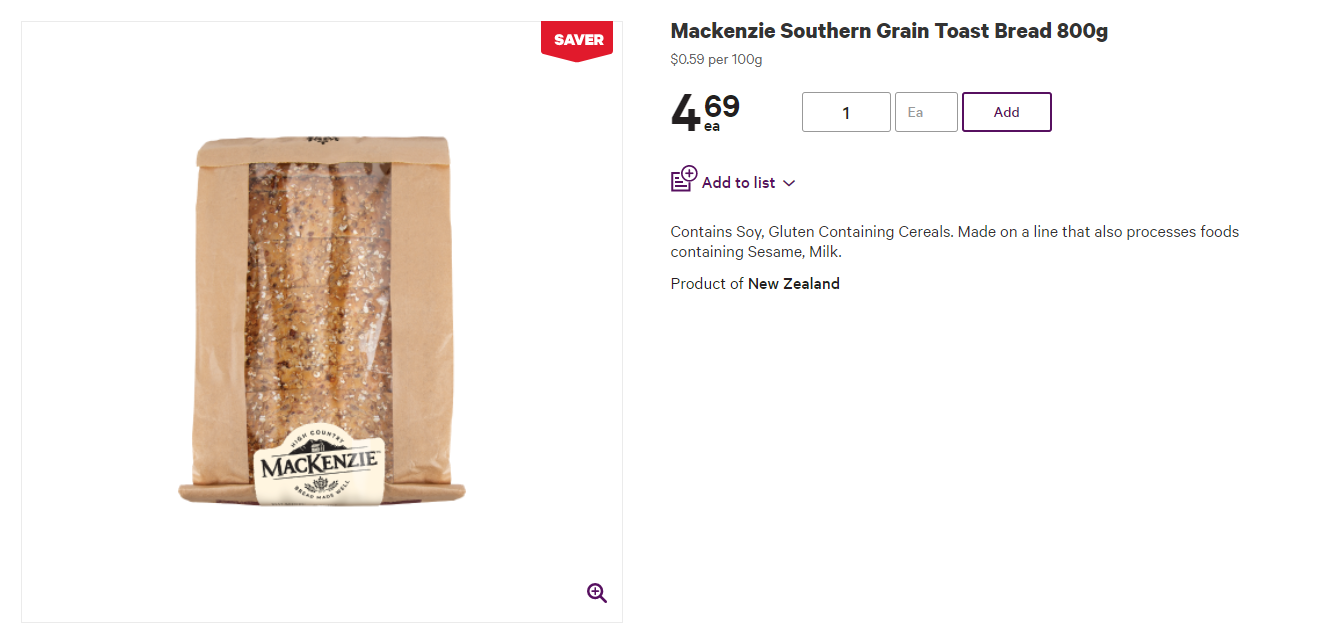 SAVER
HIGH COUNTRY
MACKENZIE
BREAD MADE WELL
Mackenzie Southern Grain Toast Bread 800g
$0.59 per 100g
4 69
ea
1
Ea
Add
Add to list
Contains Soy, Gluten Containing Cereals. Made on a line that also processes foods
containing Sesame, Milk.
Product of New Zealand